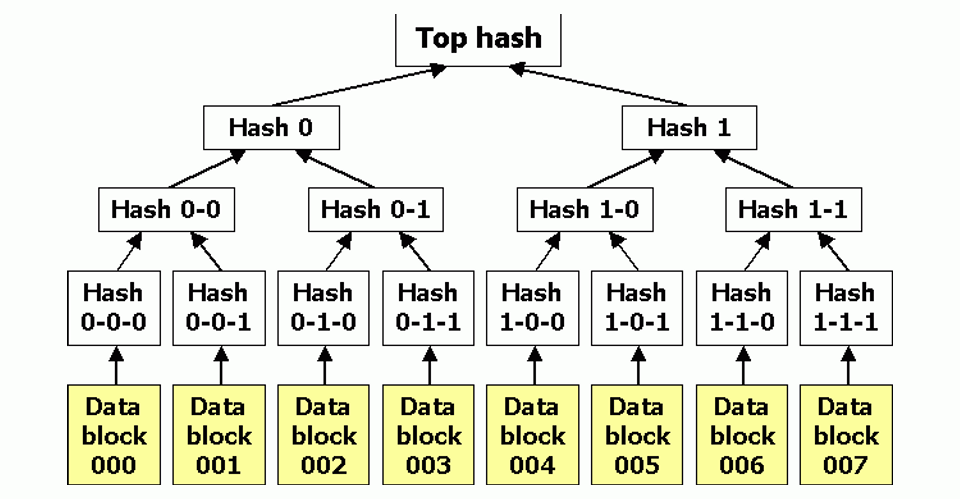 Top hash
Hash 0
Hash 1
Hash 0-0
Hash 0-1
Hash 1-0
Hash 1-1
Hash
0-0-0
Hash
0-0-1
Hash
0-1-0
Hash
0-1-1
Hash
1-0-0
Hash
1-0-1
Hash
1-1-0
Hash
1-1-1
Data
block
000
Data
block
001
Data
block
002
Data
block
003
Data
block
004
Data
block
005
Data
block
006
Data
block
007